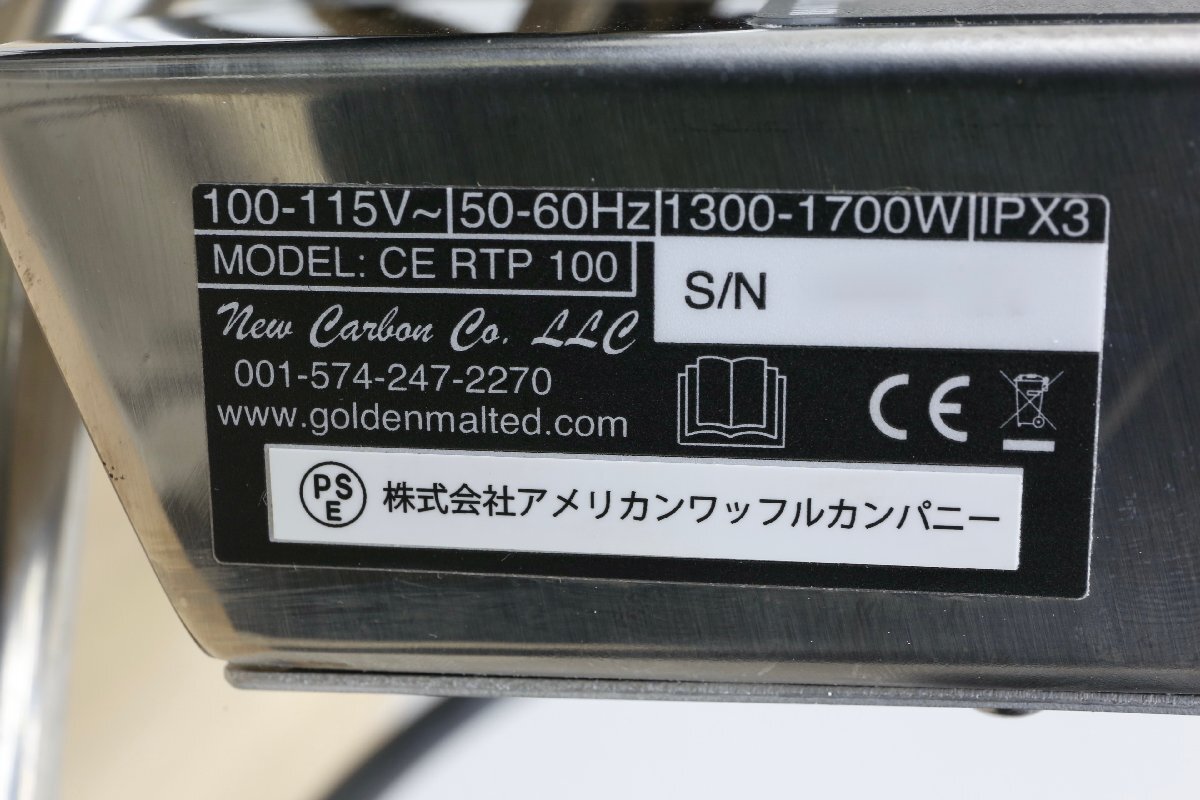 100-115V~ 50-60Hz 1300-1700W IPX3
MODEL: CE RTP 100
S/N
New Carbon Co. LLC
001-574-247-2270
www.goldenmalted.com
CE
PSE 株式会社アメリカンワッフルカンパニー